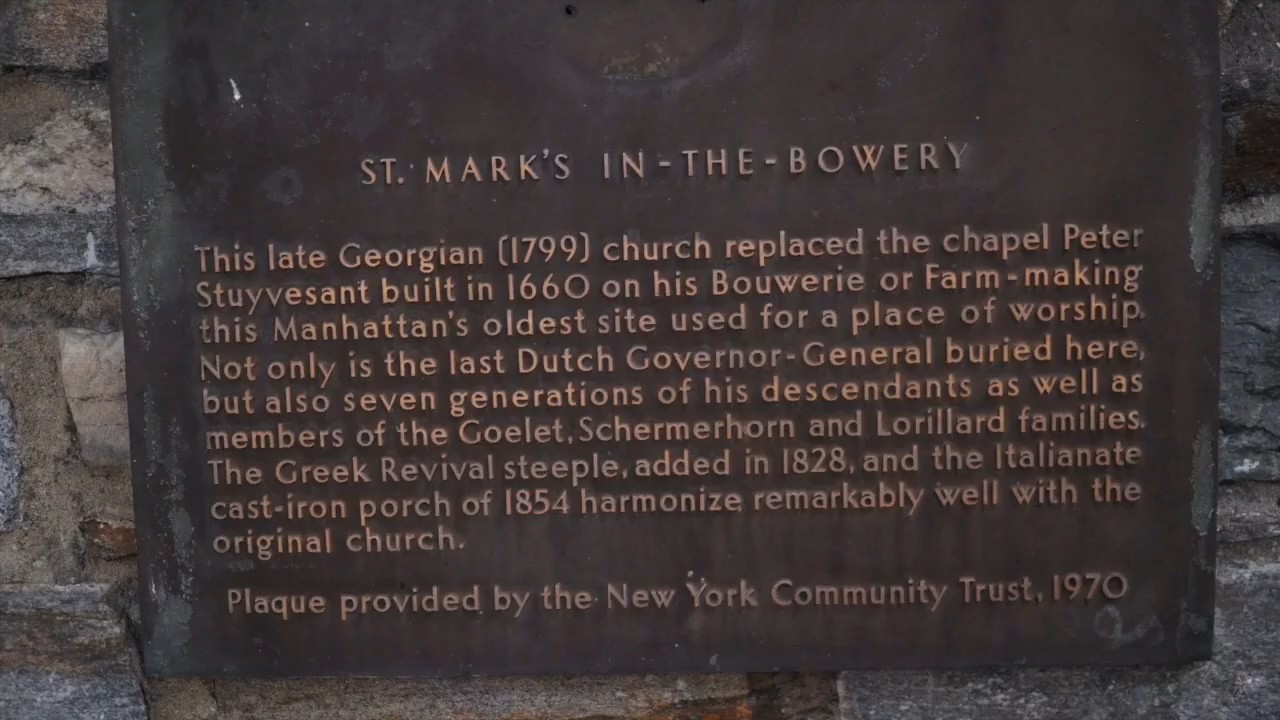 ST. MARK'S IN-THE-BOWERY
This late Georgian (1799) church replaced the chapel Peter
Stuyvesant built in 1660 on his Bouwerie or Farm-making
this Manhattan's oldest site used for a place of worship.
Not only is the last Dutch Governor-General buried here,
but also seven generations of his descendants as well as
members of the Goelet, Schermerhorn and Lorillard families.
The Greek Revival steeple, added in 1828, and the Italianate
cast-iron porch of 1854 harmonize remarkably well with the
original church.
Plaque provided by the New York Community Trust, 1970